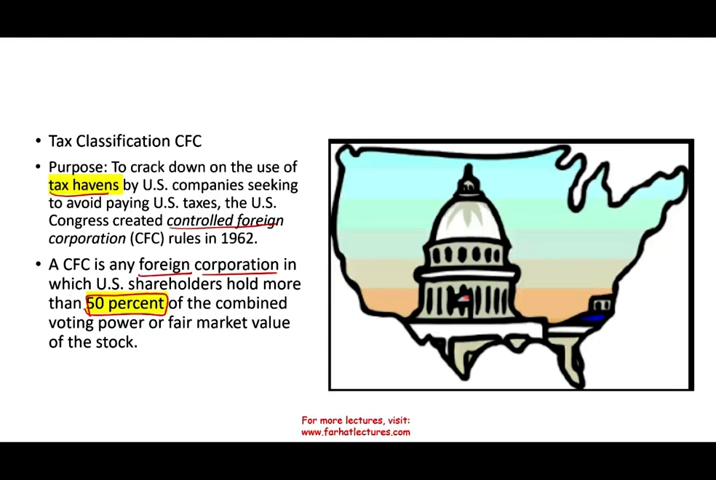 • Tax Classification CFC
• Purpose: To crack down on the use of
tax havens by U.S. companies seeking
to avoid paying U.S. taxes, the U.S.
Congress created controlled foreign
corporation (CFC) rules in 1962.
• A CFC is any foreign corporation in
which U.S. shareholders hold more
than 50 percent of the combined
voting power or fair market value
of the stock.
For more lectures, visit:
www.farhatlectures.com